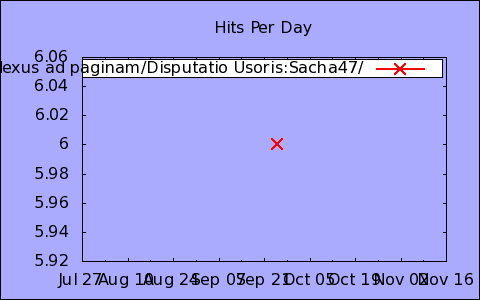 Hits Per Day
6.06
lexus ad paginam/Disputatio Usoris:Sacha47/
6.04
6.02
6
5.98
5.96
5.94
5.92
Jul 27 Aug 10 Aug 24 Sep 07 Sep 21 Oct 05 Oct 19 Nov 02 Nov 16